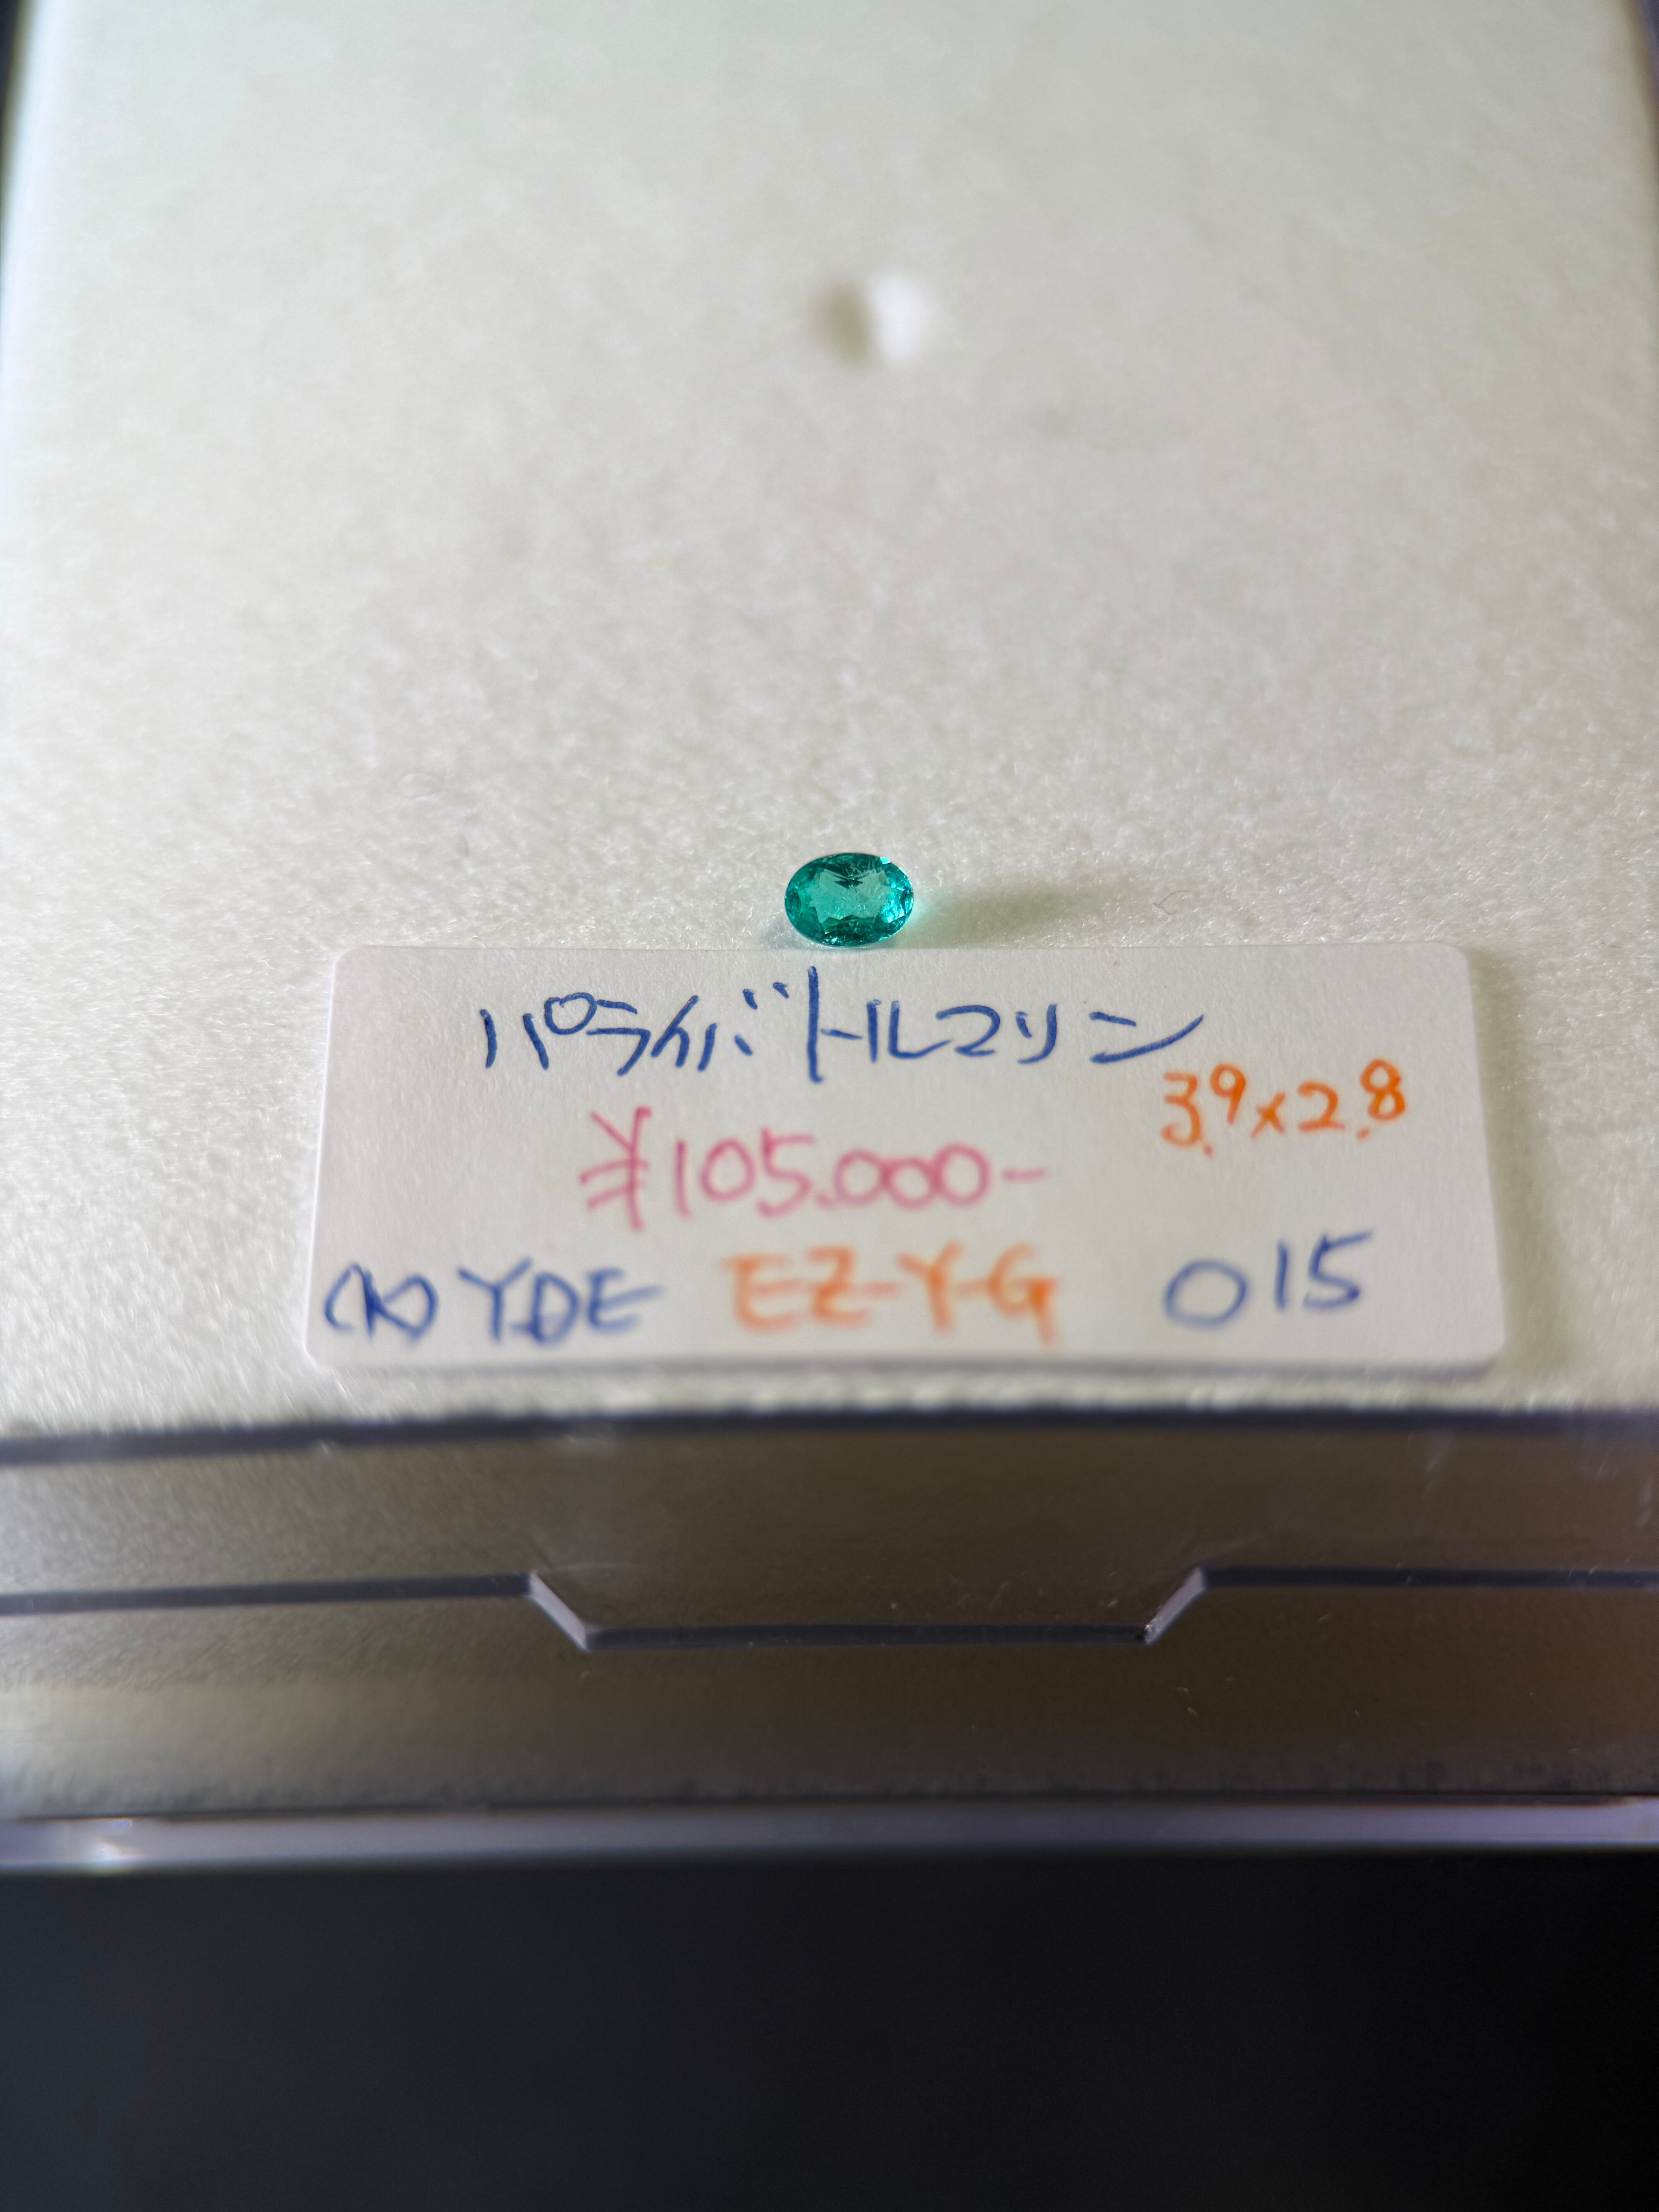 パライバトルマリン
3.9×2.8
¥105.000-
(K) YDE EZ-Y-G 015